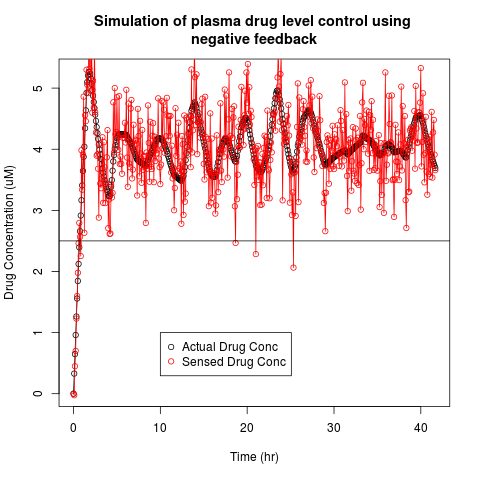 Simulation of plasma drug level control using
negative feedback
Drug Concentration (uM)
5
4
3
2
1
0
Actual Drug Conc
Sensed Drug Conc
0 10 20 30 40
Time (hr)